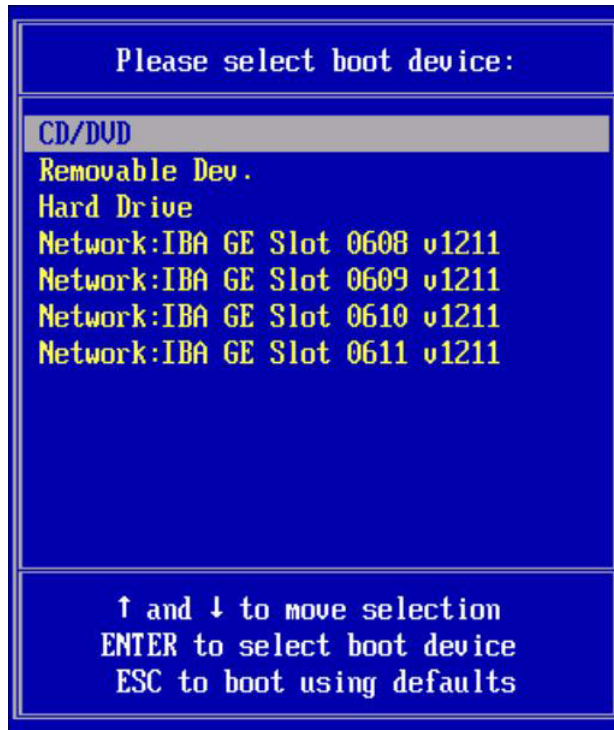 Please select boot device:
CD/DVD
Removable Dev.
Hard Drive
Network:IBA GE Slot 0608 v1211
Network:IBA GE Slot 0609 v1211
Network:IBA GE Slot 0610 v1211
Network:IBA GE Slot 0611 v1211
↑ and ↓ to move selection
ENTER to select boot device
ESC to boot using defaults